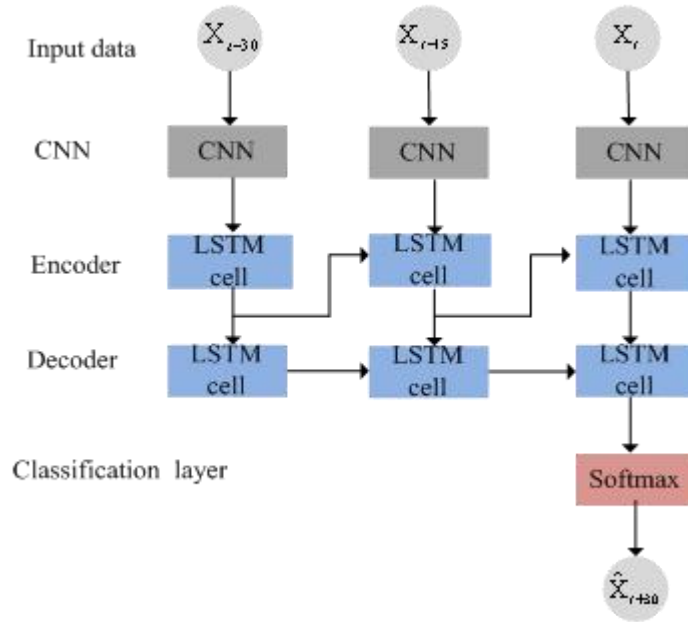 Input data
X_{t-30} X_{t-15} X_t
CNN CNN CNN CNN
Encoder
LSTM cell LSTM cell LSTM cell
Decoder
LSTM cell LSTM cell LSTM cell
Classification layer
Softmax
X̂_{t+30}